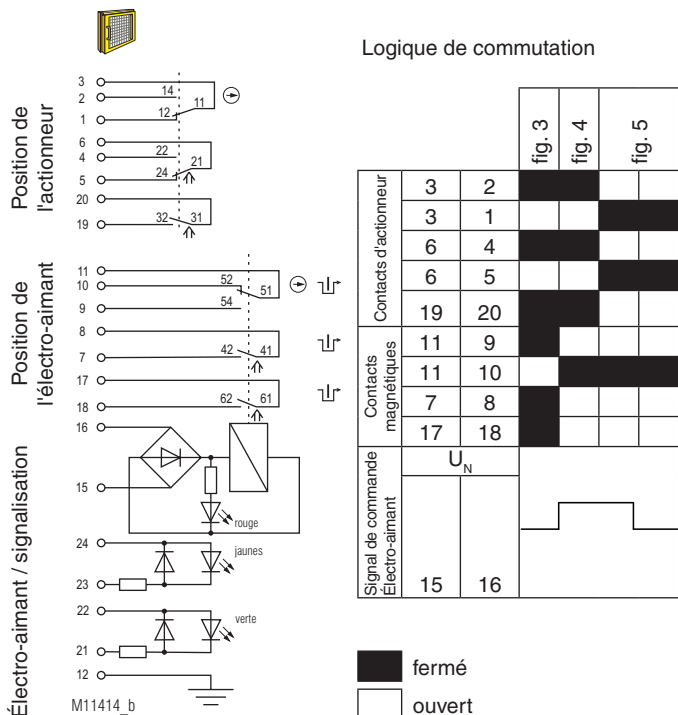 Logique de commutation
Position de
l'actionneur
3
2
14
11
1
12
6
4
22
21
5
24
20
19
32
31
Position de
l'électro-aimant
11
10
52
51
9
54
8
7
42
41
17
18
62
61
Électro-aimant / signalisation
16
15
rouge
24
jaunes
23
22
verte
21
12
M11414_b
fig. 3
fig. 4
fig. 5
Contacts d'actionneur
3 2
3 1
6 4
6 5
19 20
Contacts
magnétiques
11 9
11 10
7 8
17 18
Signal de commande
Électro-aimant
UN
15 16
fermé
ouvert